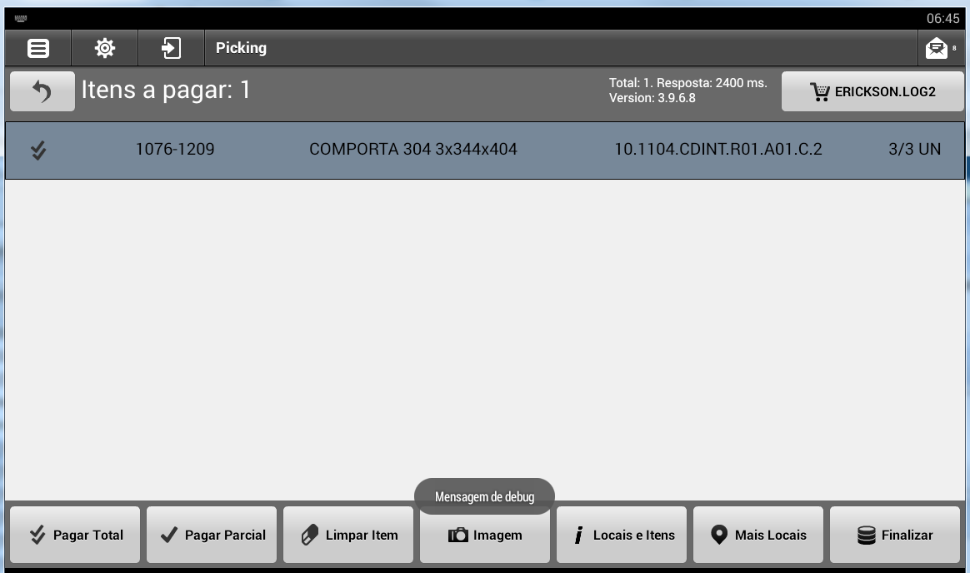 06:45
Picking
Itens a pagar: 1
Total: 1. Resposta: 2400 ms.
Version: 3.9.6.8
ERICKSON.LOG2
1076-1209 COMPORTA 304 3x344x404 10.1104.CDINT.R01.A01.C.2 3/3 UN
Mensagem de debug
Pagar Total Pagar Parcial Limpar Item Imagem Locais e Itens Mais Locais Finalizar